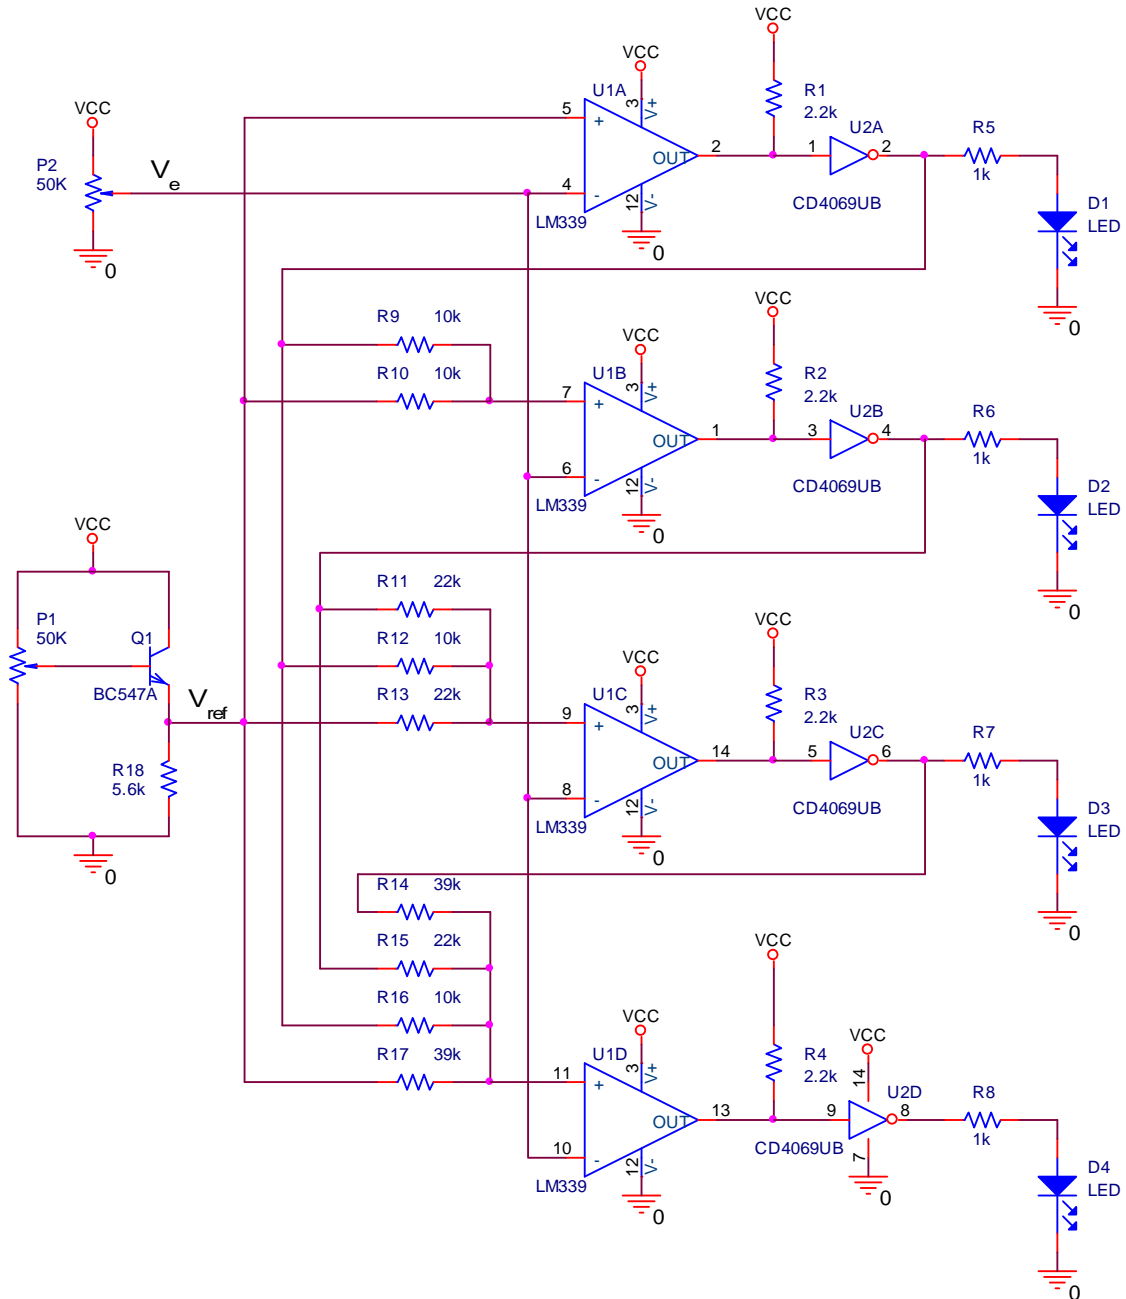 VCC
P2
50K
0
Ve
VCC
U1A
5
+
4
-
3
V+
OUT
2
12
V-
LM339
0
VCC
R1
2.2k
U2A
1
2
CD4069UB
R5
1k
D1
LED
0
R9 10k
R10 10k
VCC
U1B
7
+
6
-
3
V+
OUT
1
12
V-
LM339
0
VCC
R2
2.2k
U2B
3
4
CD4069UB
R6
1k
D2
LED
0
VCC
P1
50K
Q1
BC547A
Vref
R18
5.6k
0
R11 22k
R12 10k
R13 22k
VCC
U1C
9
+
8
-
3
V+
OUT
14
12
V-
LM339
0
VCC
R3
2.2k
U2C
5
6
CD4069UB
R7
1k
D3
LED
0
R14 39k
R15 22k
R16 10k
R17 39k
VCC
U1D
11
+
10
-
3
V+
OUT
13
12
V-
LM339
0
VCC
R4
2.2k
VCC
14
U2D
9
8
CD4069UB
7
0
R8
1k
D4
LED
0